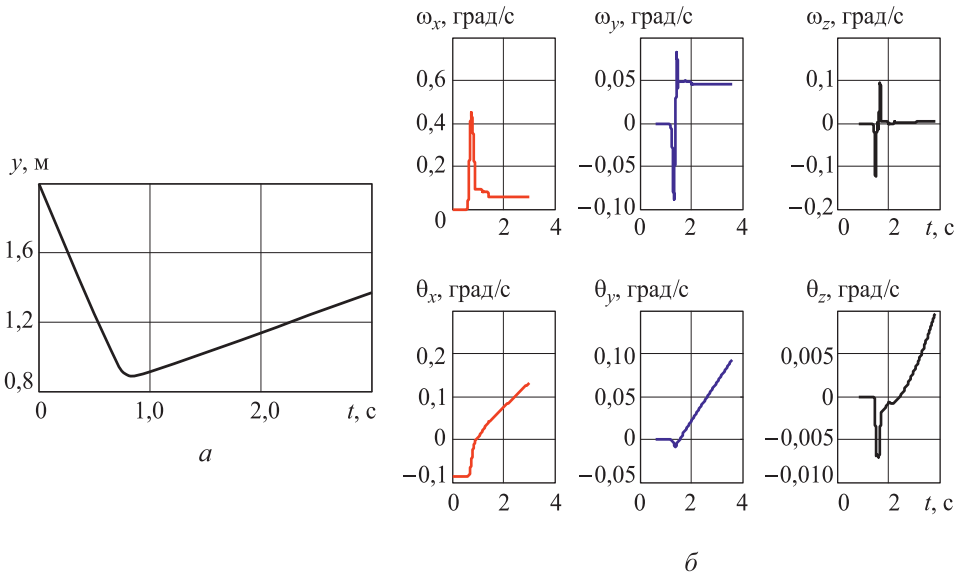 y, м
1,6
1,2
0,8
0 1,0 2,0 t, с
а
ωx, град/с
0,6
0,4
0,2
0
0 2 4
ωy, град/с
0,05
0
−0,05
−0,10
0 2 4
ωz, град/с
0,1
0
−0,1
−0,2
0 2 t, с
θx, град/с
0,2
0,1
0
−0,1
0 2 4
θy, град/с
0,10
0,05
0
−0,05
0 2 4
θz, град/с
0,005
0
−0,005
−0,010
0 2 t, с
б